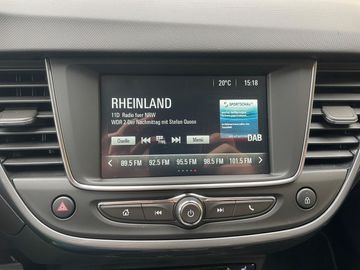 20°C 15:18
RHEINLAND
11D Radio fuer NRW
WDR 2 Der Nachmittag mit Stefan Quoos
SPORTSCHAU
Quelle Menü
DAB
89.5 FM 92.5 FM 95.5 FM 98.5 FM 101.5 FM